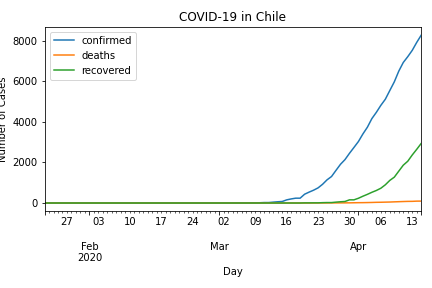 COVID-19 in Chile
confirmed
deaths
recovered
8000
6000
4000
2000
0
Number of Cases
27 03 10 17 24 02 09 16 23 30 06 13
Feb Mar Apr
2020
Day